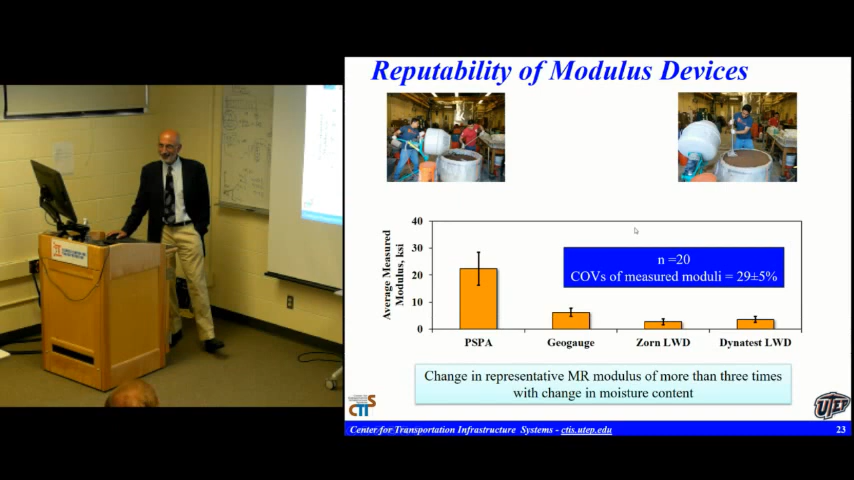 Reputability of Modulus Devices
Average Measured
Modulus, ksi
40
30
20
10
0
n =20
COVs of measured moduli = 29±5%
PSPA
Geogauge
Zorn LWD
Dynatest LWD
Change in representative MR modulus of more than three times
with change in moisture content
CTIS
UTEP
Center for Transportation Infrastructure Systems - ctis.utep.edu
23